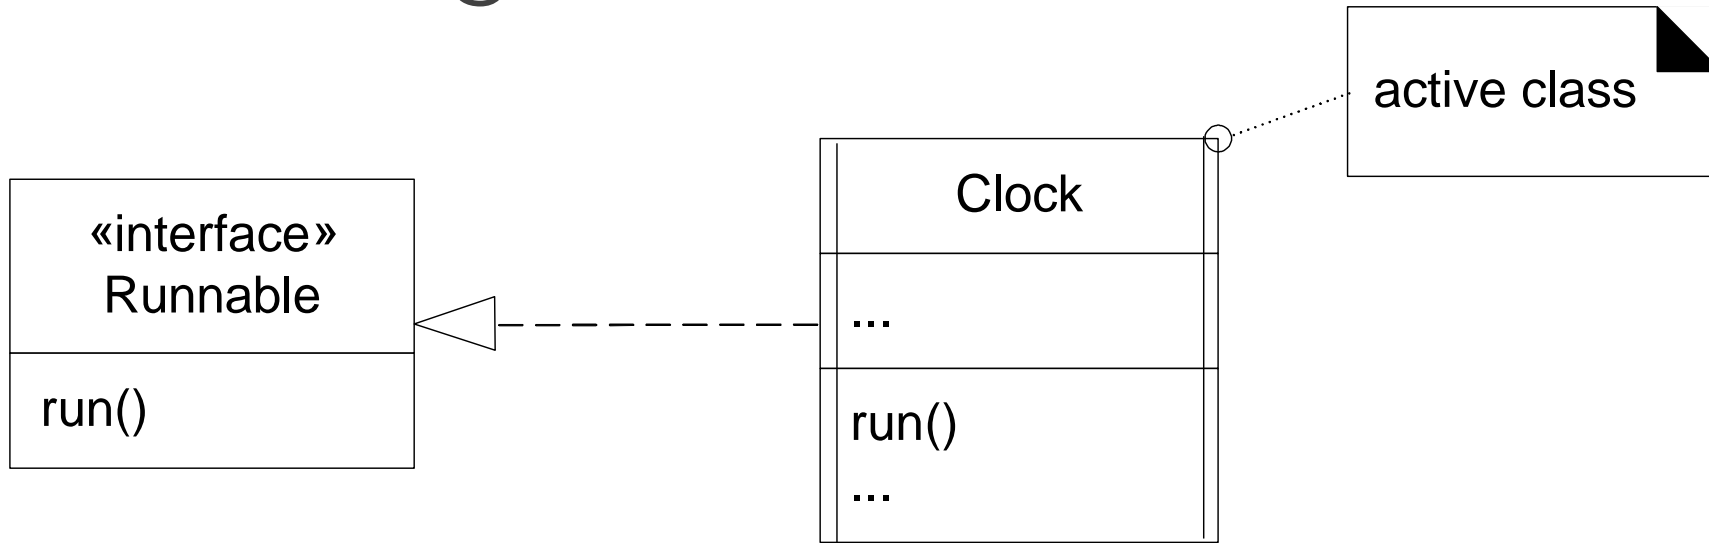 active class
Clock
«interface»
Runnable
...
run()
run()
...